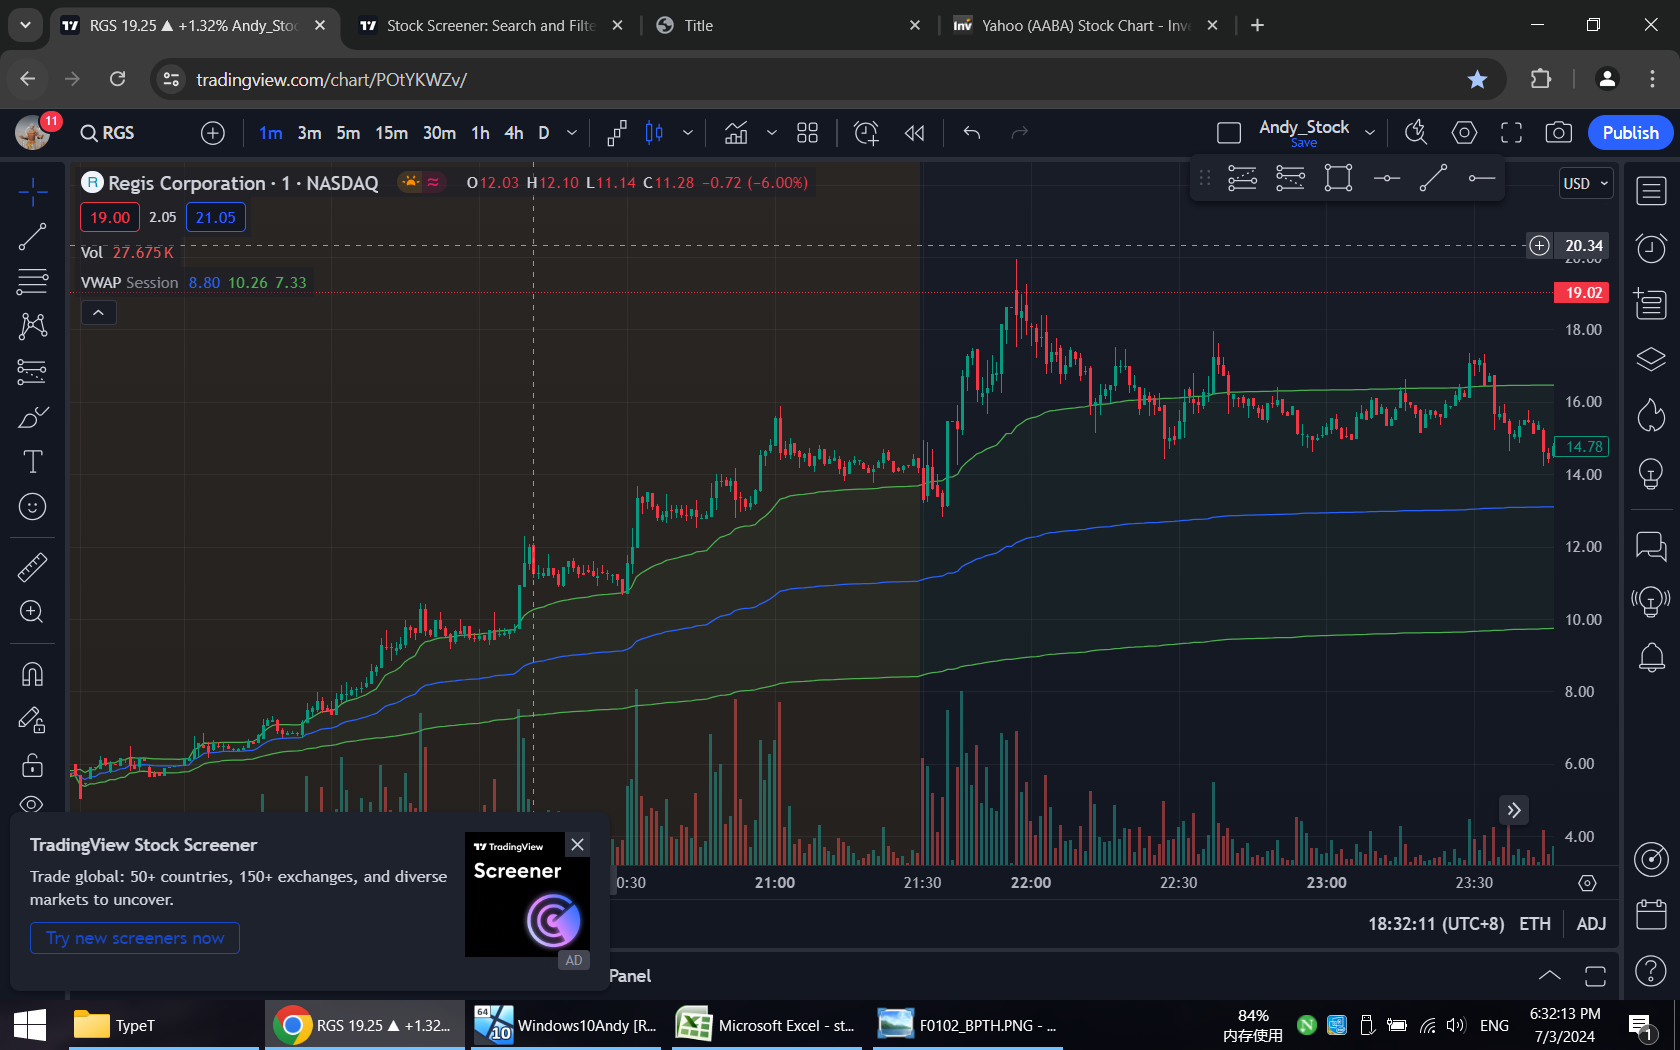 RGS 19.25 ▲ +1.32% Andy_Stoc
Stock Screener: Search and Filte
Title
Yahoo (AABA) Stock Chart - Inve
tradingview.com/chart/POtYKWZv/
11
RGS
1m 3m 5m 15m 30m 1h 4h D
Andy_Stock
Save
Publish
R Regis Corporation · 1 · NASDAQ
O12.03 H12.10 L11.14 C11.28 −0.72 (−6.00%)
USD
19.00 2.05 21.05
Vol 27.675K
VWAP Session 8.80 10.26 7.33
20.34
20.00
19.02
18.00
16.00
14.78
14.00
12.00
10.00
8.00
6.00
4.00
TradingView Stock Screener
Trade global: 50+ countries, 150+ exchanges, and diverse
markets to uncover.
Try new screeners now
TradingView
Screener
AD
0:30 21:00 21:30 22:00 22:30 23:00 23:30
18:32:11 (UTC+8) ETH ADJ
Panel
TypeT
RGS 19.25 ▲ +1.32...
64
10
Windows10Andy [R...
Microsoft Excel - st...
F0102_BPTH.PNG - ...
84%
内存使用
N
ENG
6:32:13 PM
7/3/2024
1